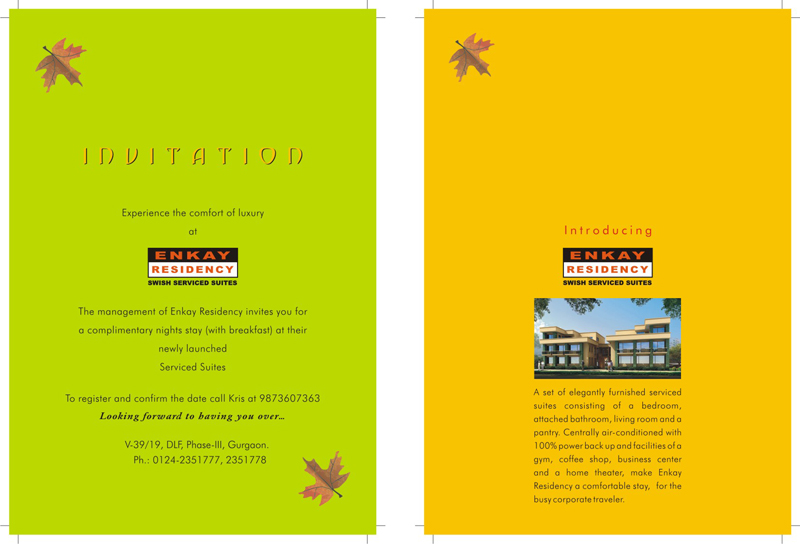 INVITATION
Experience the comfort of luxury
at
ENKAY
RESIDENCY
SWISH SERVICED SUITES
The management of Enkay Residency invites you for
a complimentary nights stay (with breakfast) at their
newly launched
Serviced Suites
To register and confirm the date call Kris at 9873607363
Looking forward to having you over...
V-39/19, DLF, Phase-III, Gurgaon.
Ph.: 0124-2351777, 2351778
Introducing
ENKAY
RESIDENCY
SWISH SERVICED SUITES
A set of elegantly furnished serviced
suites consisting of a bedroom,
attached bathroom, living room and a
pantry. Centrally air-conditioned with
100% power back up and facilities of a
gym, coffee shop, business center
and a home theater, make Enkay
Residency a comfortable stay, for the
busy corporate traveler.